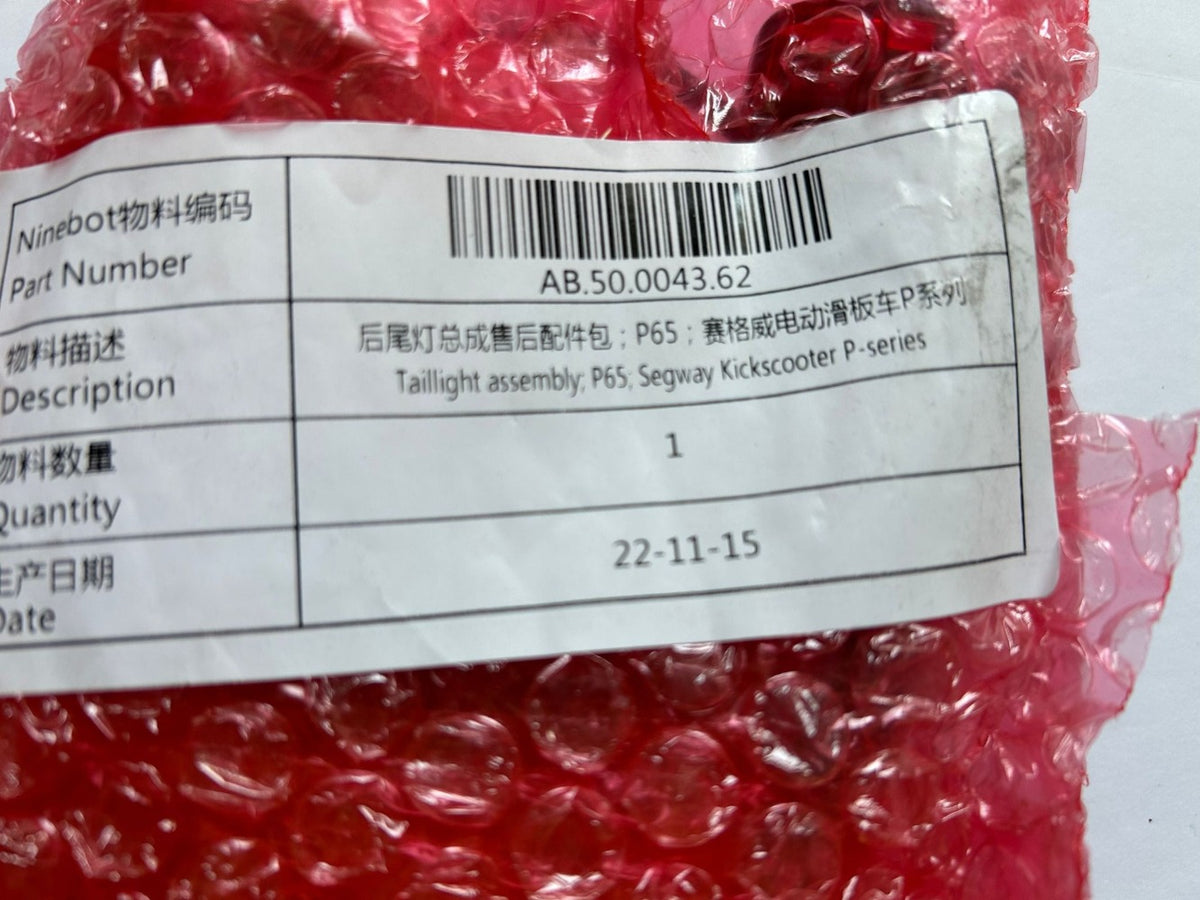 Ninebot物料编码
Part Number
AB.50.0043.62
物料描述
Description
后尾灯总成售后配件包；P65；赛格威电动滑板车P系列
Taillight assembly; P65; Segway Kickscooter P-series
物料数量
Quantity
1
生产日期
Date
22-11-15